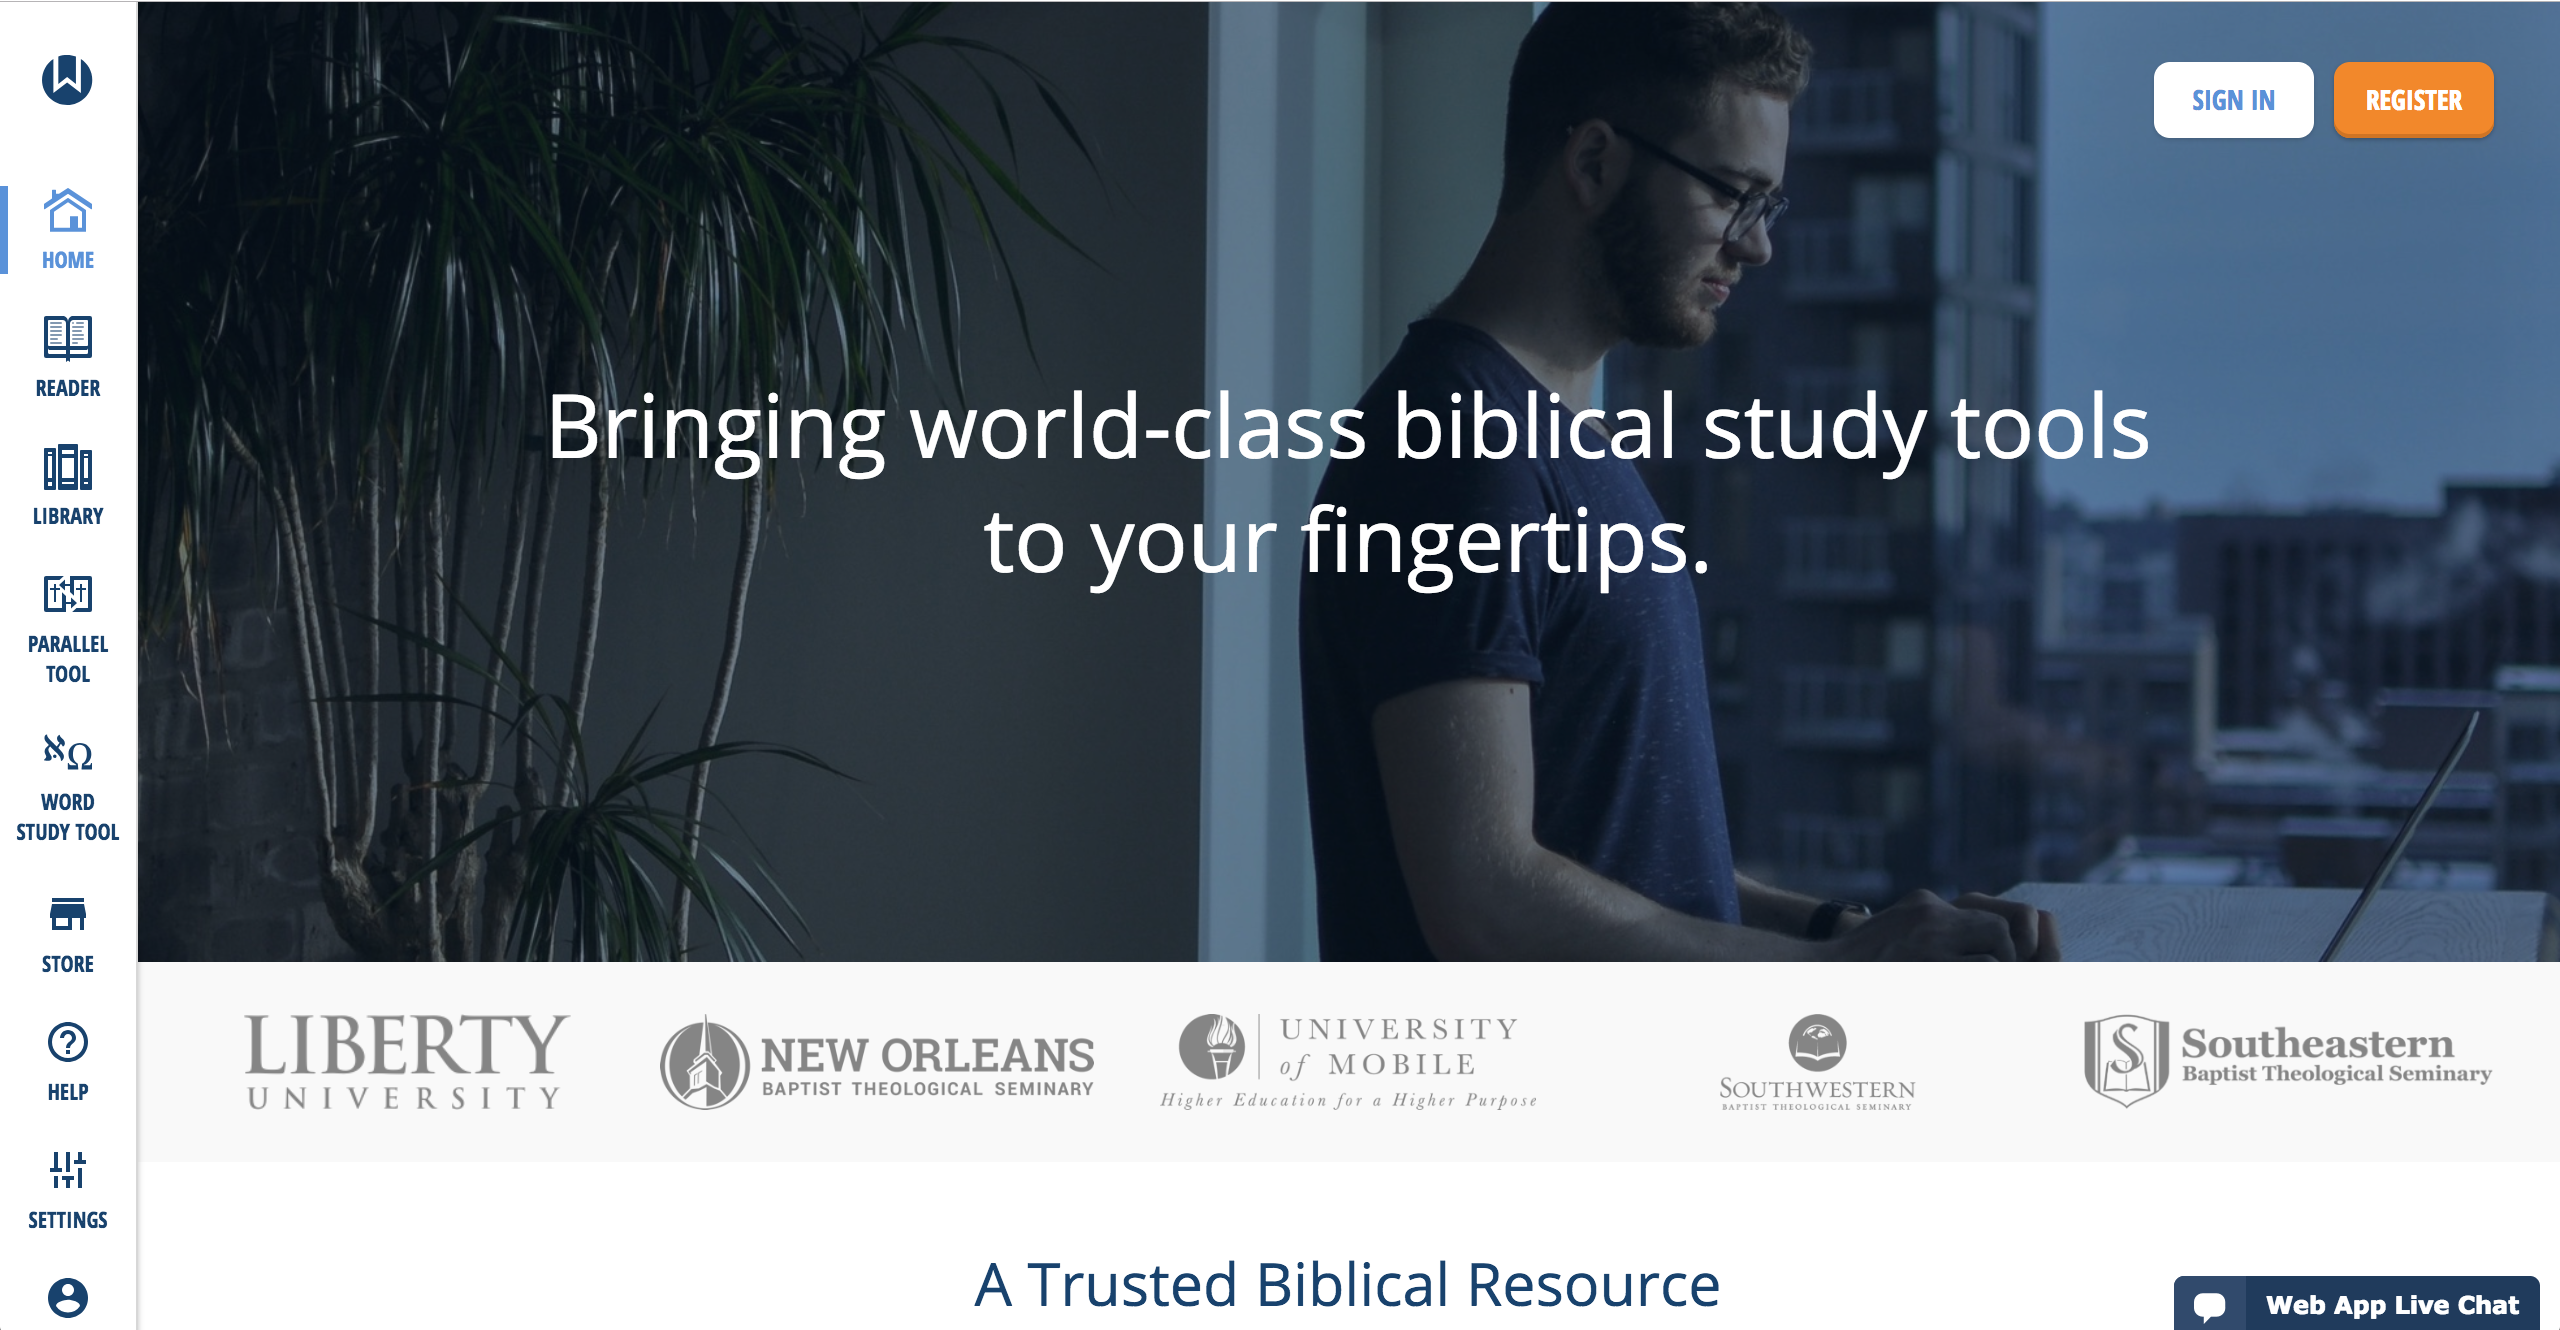 HOME
READER
LIBRARY
PARALLEL
TOOL
WORD
STUDY TOOL
STORE
HELP
SETTINGS
SIGN IN
REGISTER
Bringing world-class biblical study tools
to your fingertips.
LIBERTY
UNIVERSITY
NEW ORLEANS
BAPTIST THEOLOGICAL SEMINARY
UNIVERSITY
of MOBILE
Higher Education for a Higher Purpose
SOUTHWESTERN
BAPTIST THEOLOGICAL SEMINARY
Southeastern
Baptist Theological Seminary
A Trusted Biblical Resource
Web App Live Chat